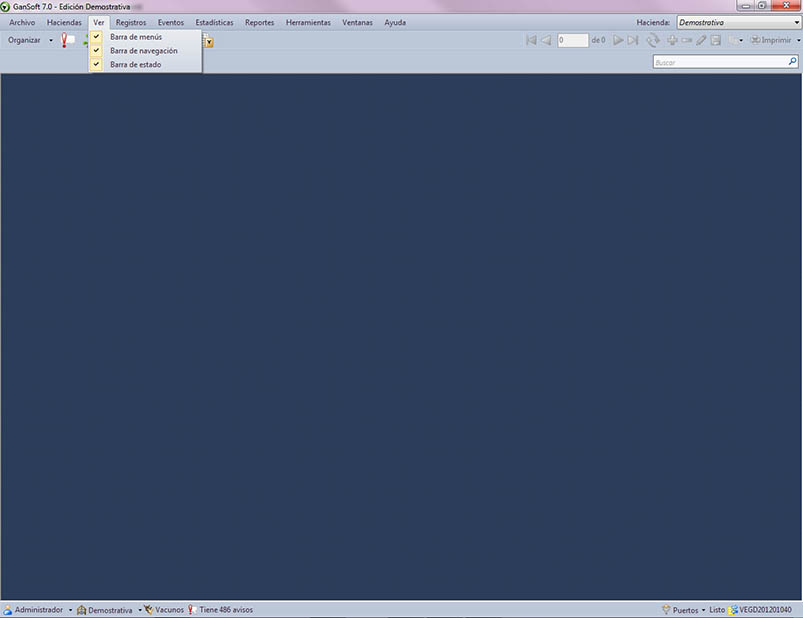 GanSoft 7.0 - Edición Demostrativa
Archivo Haciendas Ver Registros Eventos Estadísticas Reportes Herramientas Ventanas Ayuda Hacienda: Demostrativa
Organizar 0 de 0 Imprimir
Barra de menús
Barra de navegación
Barra de estado
Buscar
Administrador Demostrativa Vacunos Tiene 486 avisos Puertos Listo VEGD201201040